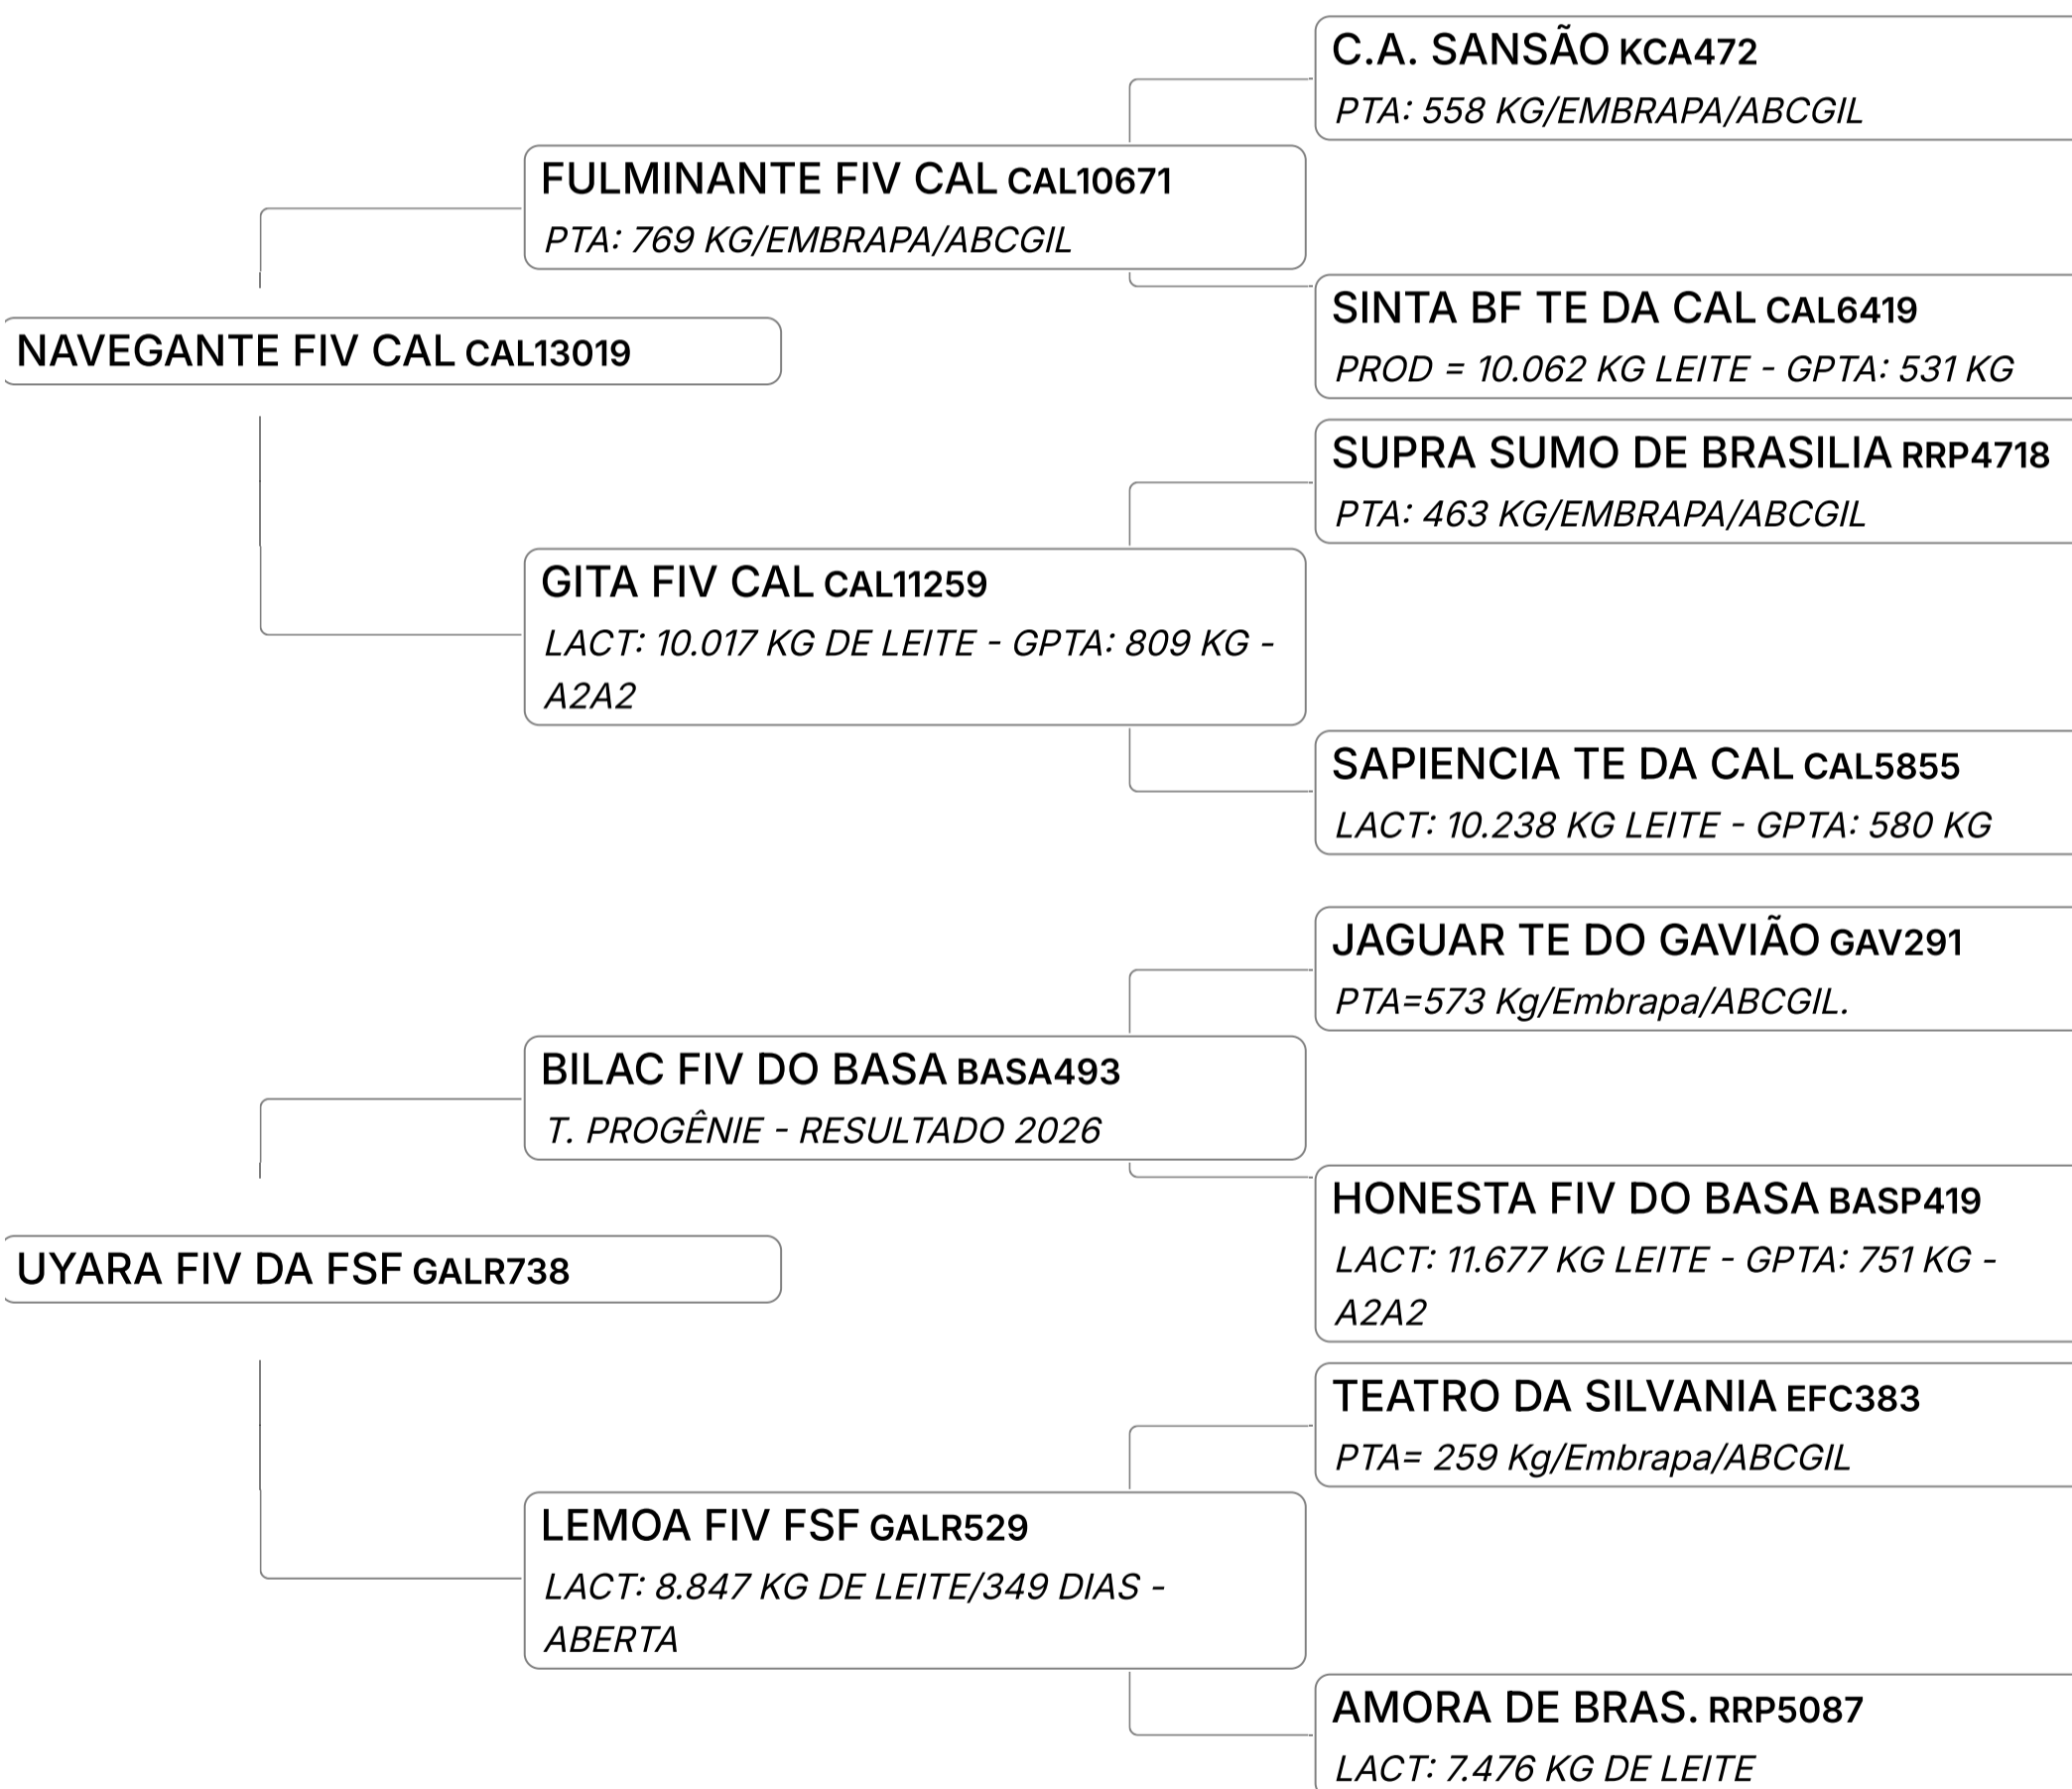 C.A. SANSÃO KCA472
PTA: 558 KG/EMBRAPA/ABCGIL
FULMINANTE FIV CAL CAL10671
PTA: 769 KG/EMBRAPA/ABCGIL
SINTA BF TE DA CAL CAL6419
PROD = 10.062 KG LEITE - GPTA: 531 KG
NAVEGANTE FIV CAL CAL13019
SUPRA SUMO DE BRASILIA RRP4718
PTA: 463 KG/EMBRAPA/ABCGIL
GITA FIV CAL CAL11259
LACT: 10.017 KG DE LEITE - GPTA: 809 KG -
A2A2
SAPIENCIA TE DA CAL CAL5855
LACT: 10.238 KG LEITE - GPTA: 580 KG
JAGUAR TE DO GAVIÃO GAV291
PTA=573 Kg/Embrapa/ABCGIL.
BILAC FIV DO BASA BASA493
T. PROGÊNIE - RESULTADO 2026
HONESTA FIV DO BASA BASP419
LACT: 11.677 KG LEITE - GPTA: 751 KG -
A2A2
UYARA FIV DA FSF GALR738
TEATRO DA SILVANIA EFC383
PTA= 259 Kg/Embrapa/ABCGIL
LEMOA FIV FSF GALR529
LACT: 8.847 KG DE LEITE/349 DIAS -
ABERTA
AMORA DE BRAS. RRP5087
LACT: 7.476 KG DE LEITE